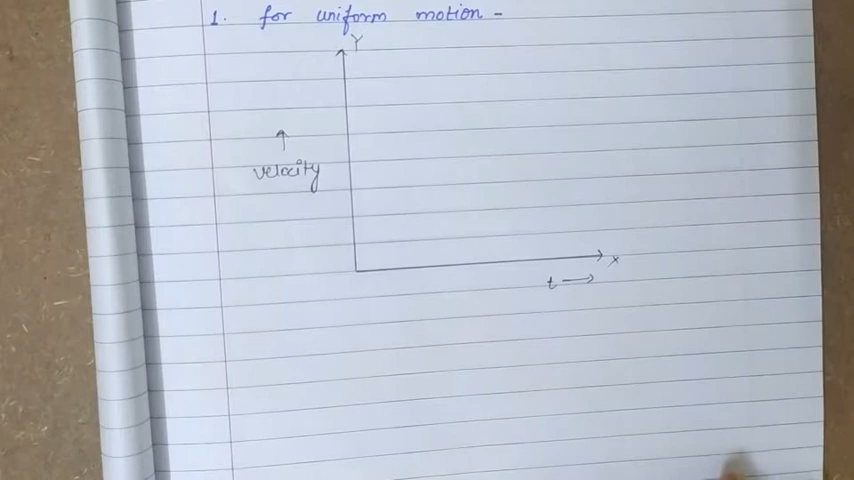 1. for uniform motion -
Y
↑
velocity
x
t →